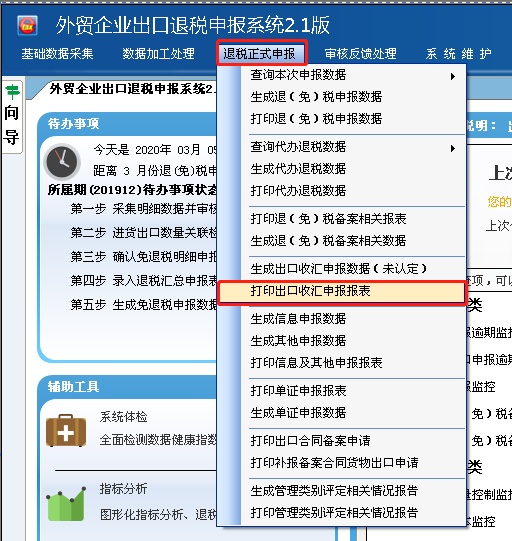 外贸企业出口退税申报系统2.1版
基础数据采集 数据加工处理 退税正式申报 审核反馈处理 系 统 维 护
向导
外贸企业出口退税申报系统2.
待办事项
今天是 2020年 03月 0
距离 3 月份退(免)税申
所属期(201912)待办事项状态
第一步 采集明细数据并审核
第二步 进货出口数量关联检
第三步 确认免退税明细申报
第四步 录入退税汇总申报表
第五步 生成免退税申报数据
辅助工具
系统体检
全面检测数据健康指数
指标分析
图形化指标分析、退税
查询本次申报数据
生成退(免)税申报数据
打印退(免)税申报数据
查询代办退税数据
生成代办退税数据
打印代办退税数据
打印退(免)税备案相关报表
生成退(免)税备案相关数据
生成出口收汇申报数据(未认定)
打印出口收汇申报报表
生成信息申报数据
生成其他申报数据
打印信息及其他申报报表
打印单证申报报表
生成单证申报数据
打印出口合同备案申请
打印补报备案合同货物出口申请
生成管理类别评定相关情况报告
打印管理类别评定相关情况报告
说明:
上次
您的
上次
项,可以
类
逾期监控
申报逾期
监控
免)税
免)税
类
控制监
监控